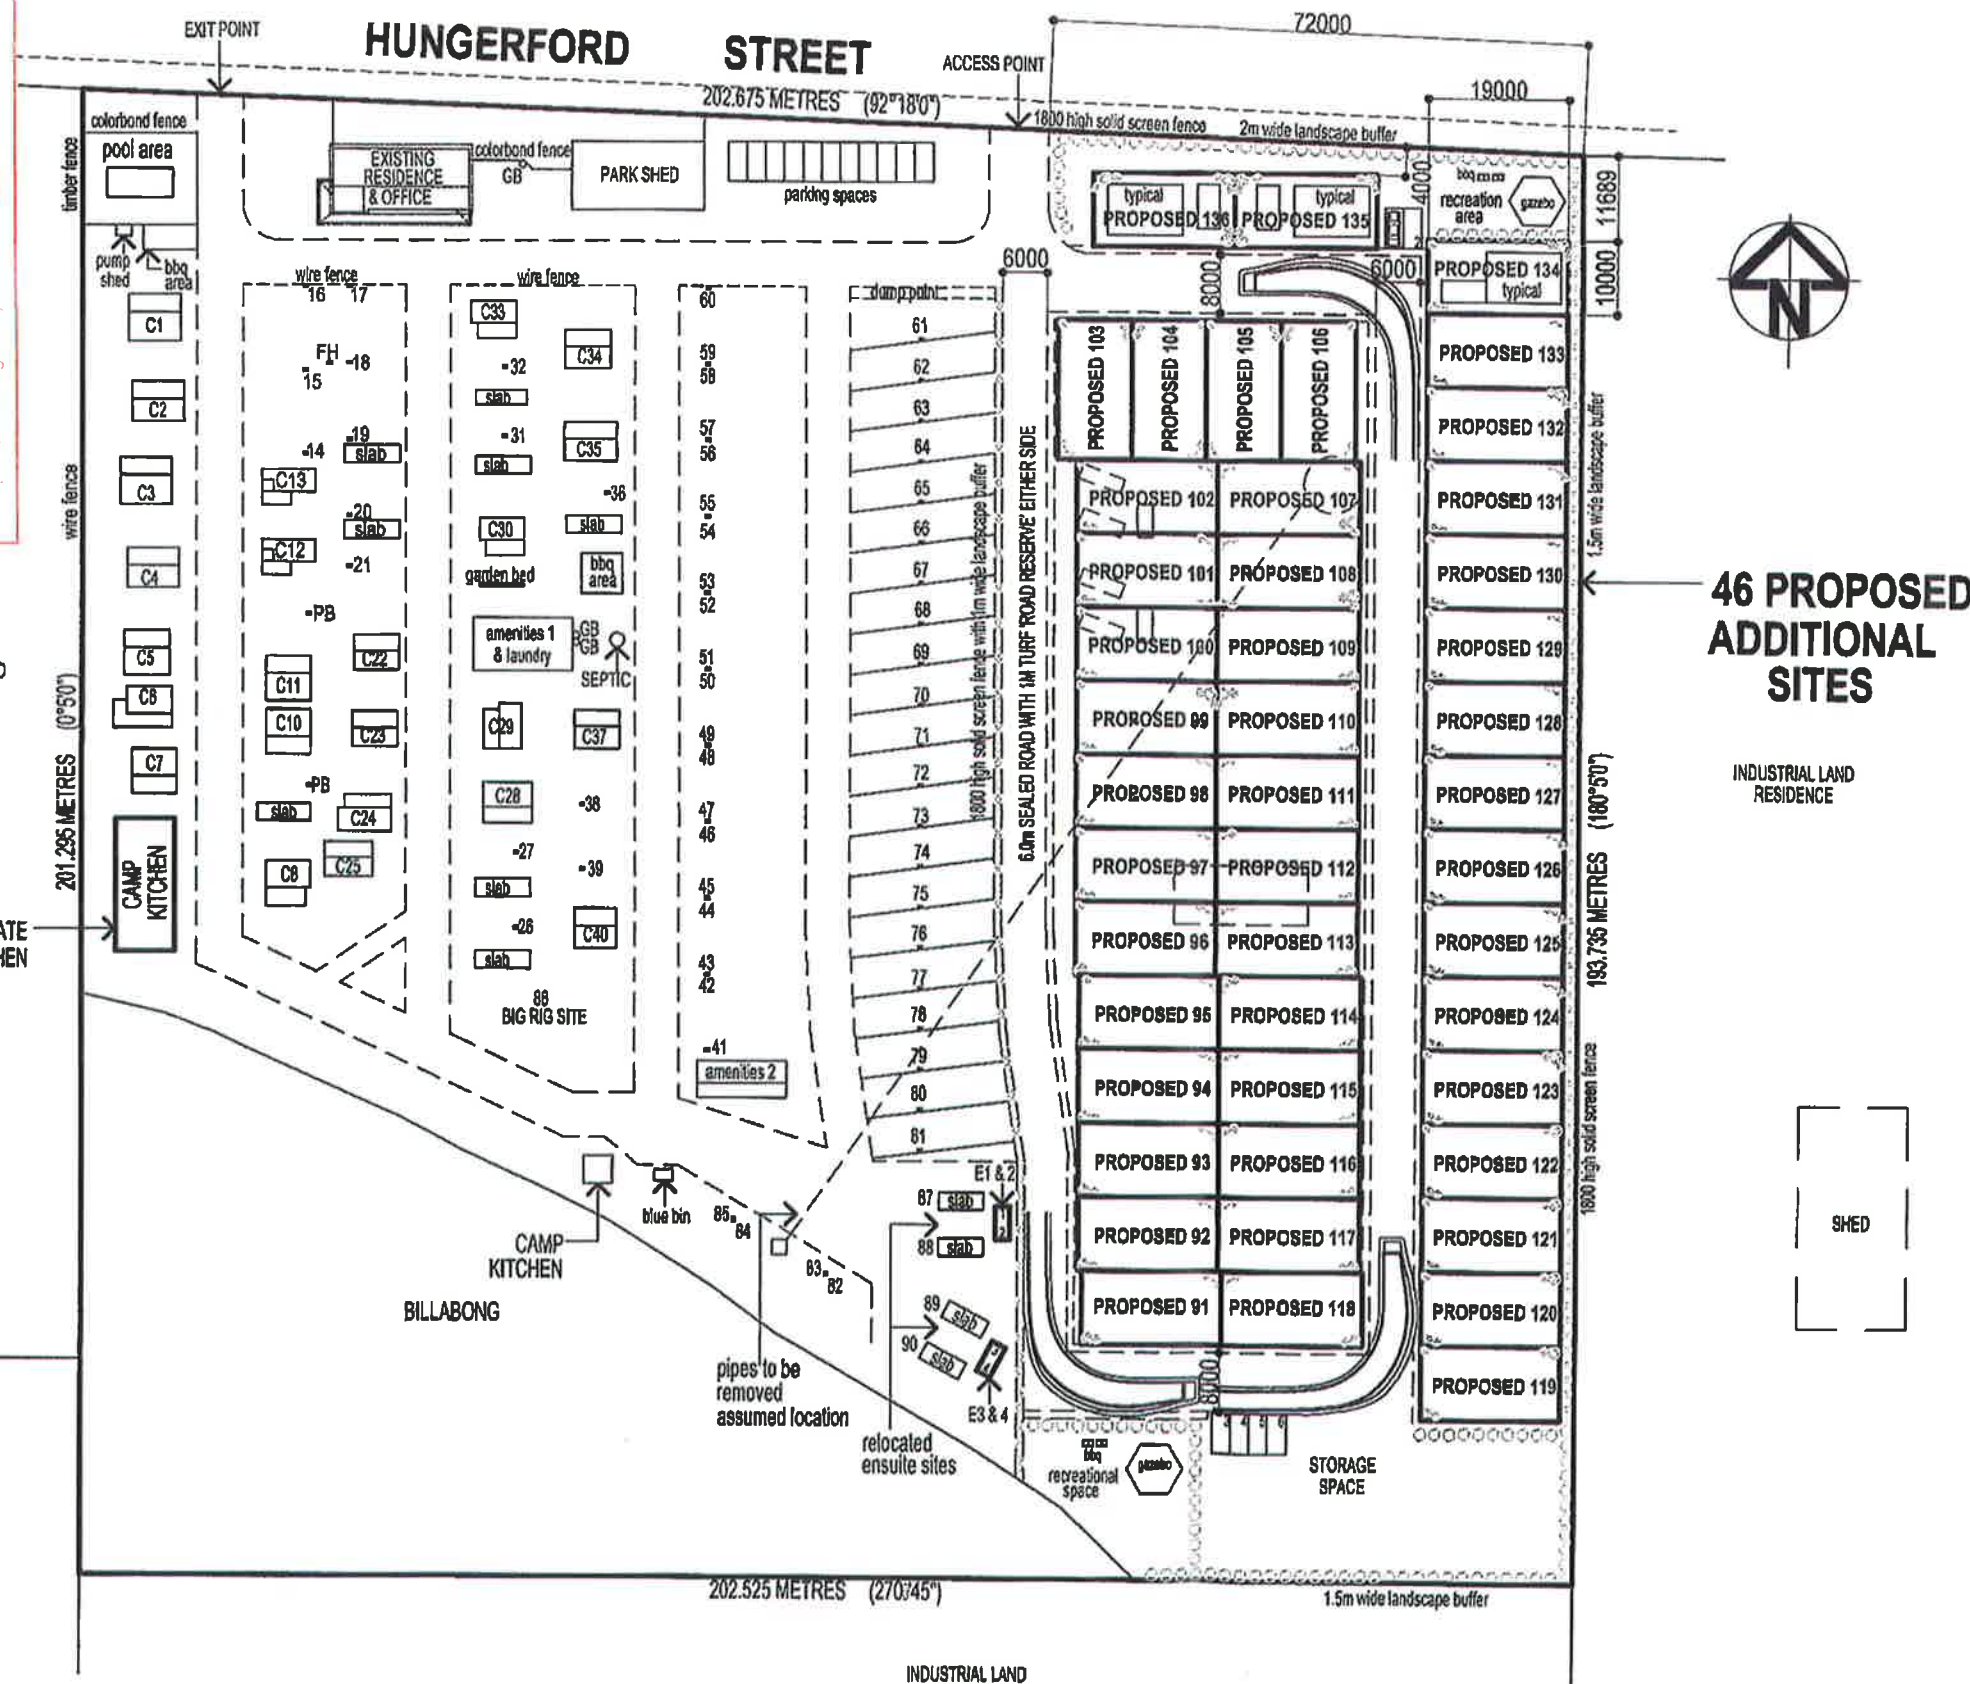 EXIT POINT
HUNGERFORD STREET
ACCESS POINT
72000
19000
202.675 METRES (92°18'0")
1800 high solid screen fence
2m wide landscape buffer
colorbond fence
pool area
timber fence
EXISTING
RESIDENCE
& OFFICE
colorbond fence
GB
PARK SHED
parking spaces
typical
PROPOSED 136
typical
PROPOSED 135
4000
bbq
recreation
area
gazebo
11689
pump
shed
bbq
area
wire fence
wire fence
dump point
6000
8000
6000
PROPOSED 134
typical
10000
N
C1
C2
C3
C4
C5
C6
C7
wire fence
201.295 METRES (0°5'0")
CAMP
KITCHEN
ATE
HEN
16
17
FH
18
15
19
14
slab
C13
20
slab
C12
21
PB
C22
C11
C10
C23
PB
slab
C24
C25
C8
C33
C34
32
slab
31
C35
slab
36
C30
slab
garden bed
bbq
area
amenities 1
& laundry
GB
GB
SEPTIC
C29
C37
C28
38
27
39
slab
26
C40
slab
86
BIG RIG SITE
60
59
58
57
56
55
54
53
52
51
50
49
48
47
46
45
44
43
42
41
amenities 2
61
62
63
64
65
66
67
68
69
70
71
72
73
74
75
76
77
78
79
80
81
1800 high solid screen fence with 1m wide landscape buffer
6.0m SEALED ROAD WITH 1M TURF 'ROAD RESERVE' EITHER SIDE
PROPOSED 103
PROPOSED 104
PROPOSED 105
PROPOSED 106
PROPOSED 102
PROPOSED 107
PROPOSED 101
PROPOSED 108
PROPOSED 100
PROPOSED 109
PROPOSED 99
PROPOSED 110
PROPOSED 98
PROPOSED 111
PROPOSED 97
PROPOSED 112
PROPOSED 96
PROPOSED 113
PROPOSED 95
PROPOSED 114
PROPOSED 94
PROPOSED 115
PROPOSED 93
PROPOSED 116
PROPOSED 92
PROPOSED 117
PROPOSED 91
PROPOSED 118
PROPOSED 133
PROPOSED 132
PROPOSED 131
PROPOSED 130
PROPOSED 129
PROPOSED 128
PROPOSED 127
PROPOSED 126
PROPOSED 125
PROPOSED 124
PROPOSED 123
PROPOSED 122
PROPOSED 121
PROPOSED 120
PROPOSED 119
1.5m wide landscape buffer
193.735 METRES (180°5'0")
1800 high solid screen fence
46 PROPOSED
ADDITIONAL
SITES
INDUSTRIAL LAND
RESIDENCE
SHED
blue bin
CAMP
KITCHEN
BILLABONG
85
84
83
82
E1 & 2
87
slab
1
2
88
slab
89
slab
90
slab
3
4
E3 & 4
pipes to be
removed
assumed location
relocated
ensuite sites
8000
3 4 5 6
bbq
recreational
space
gazebo
STORAGE
SPACE
202.525 METRES (270°45")
1.5m wide landscape buffer
INDUSTRIAL LAND